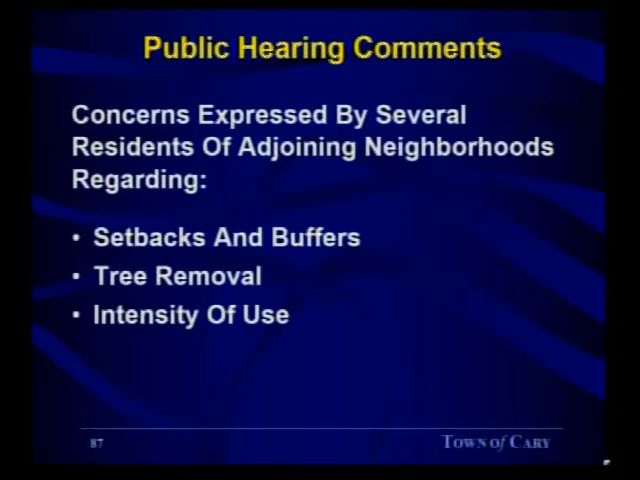 Public Hearing Comments
Concerns Expressed By Several
Residents Of Adjoining Neighborhoods
Regarding:
• Setbacks And Buffers
• Tree Removal
• Intensity Of Use
87
TOWN of CARY